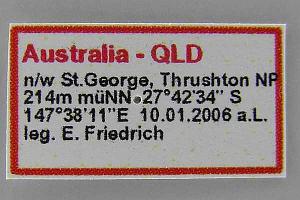 Australia - QLD
n/w St.George, Thrushton NP
214m müNN, 27°42'34" S
147°38'11"E 10.01.2006 a.L.
leg. E. Friedrich